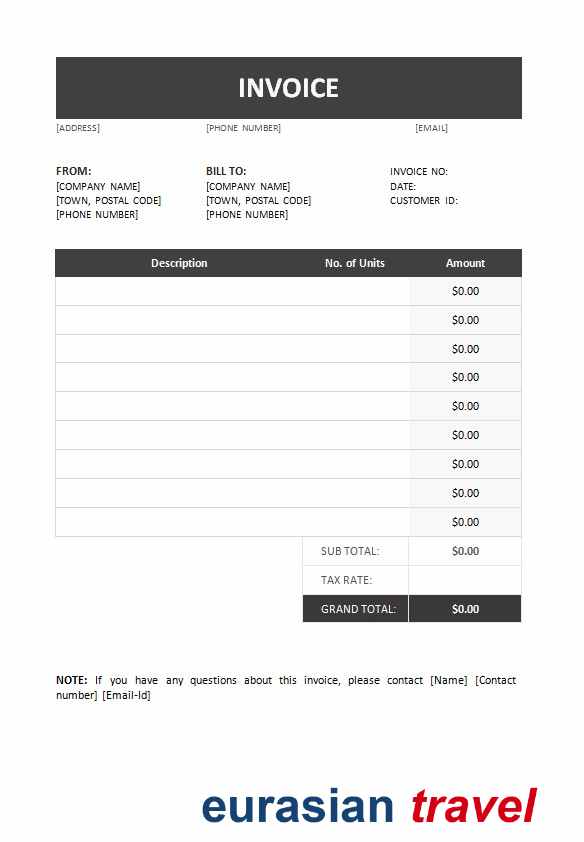 INVOICE
[ADDRESS] [PHONE NUMBER] [EMAIL]
FROM: BILL TO: INVOICE NO:
[COMPANY NAME] [COMPANY NAME] DATE:
[TOWN, POSTAL CODE] [TOWN, POSTAL CODE] CUSTOMER ID:
[PHONE NUMBER] [PHONE NUMBER]
Description No. of Units Amount
$0.00
$0.00
$0.00
$0.00
$0.00
$0.00
$0.00
$0.00
$0.00
SUB TOTAL: $0.00
TAX RATE:
GRAND TOTAL: $0.00
NOTE: If you have any questions about this invoice, please contact [Name] [Contact
number] [Email-Id]
eurasian travel